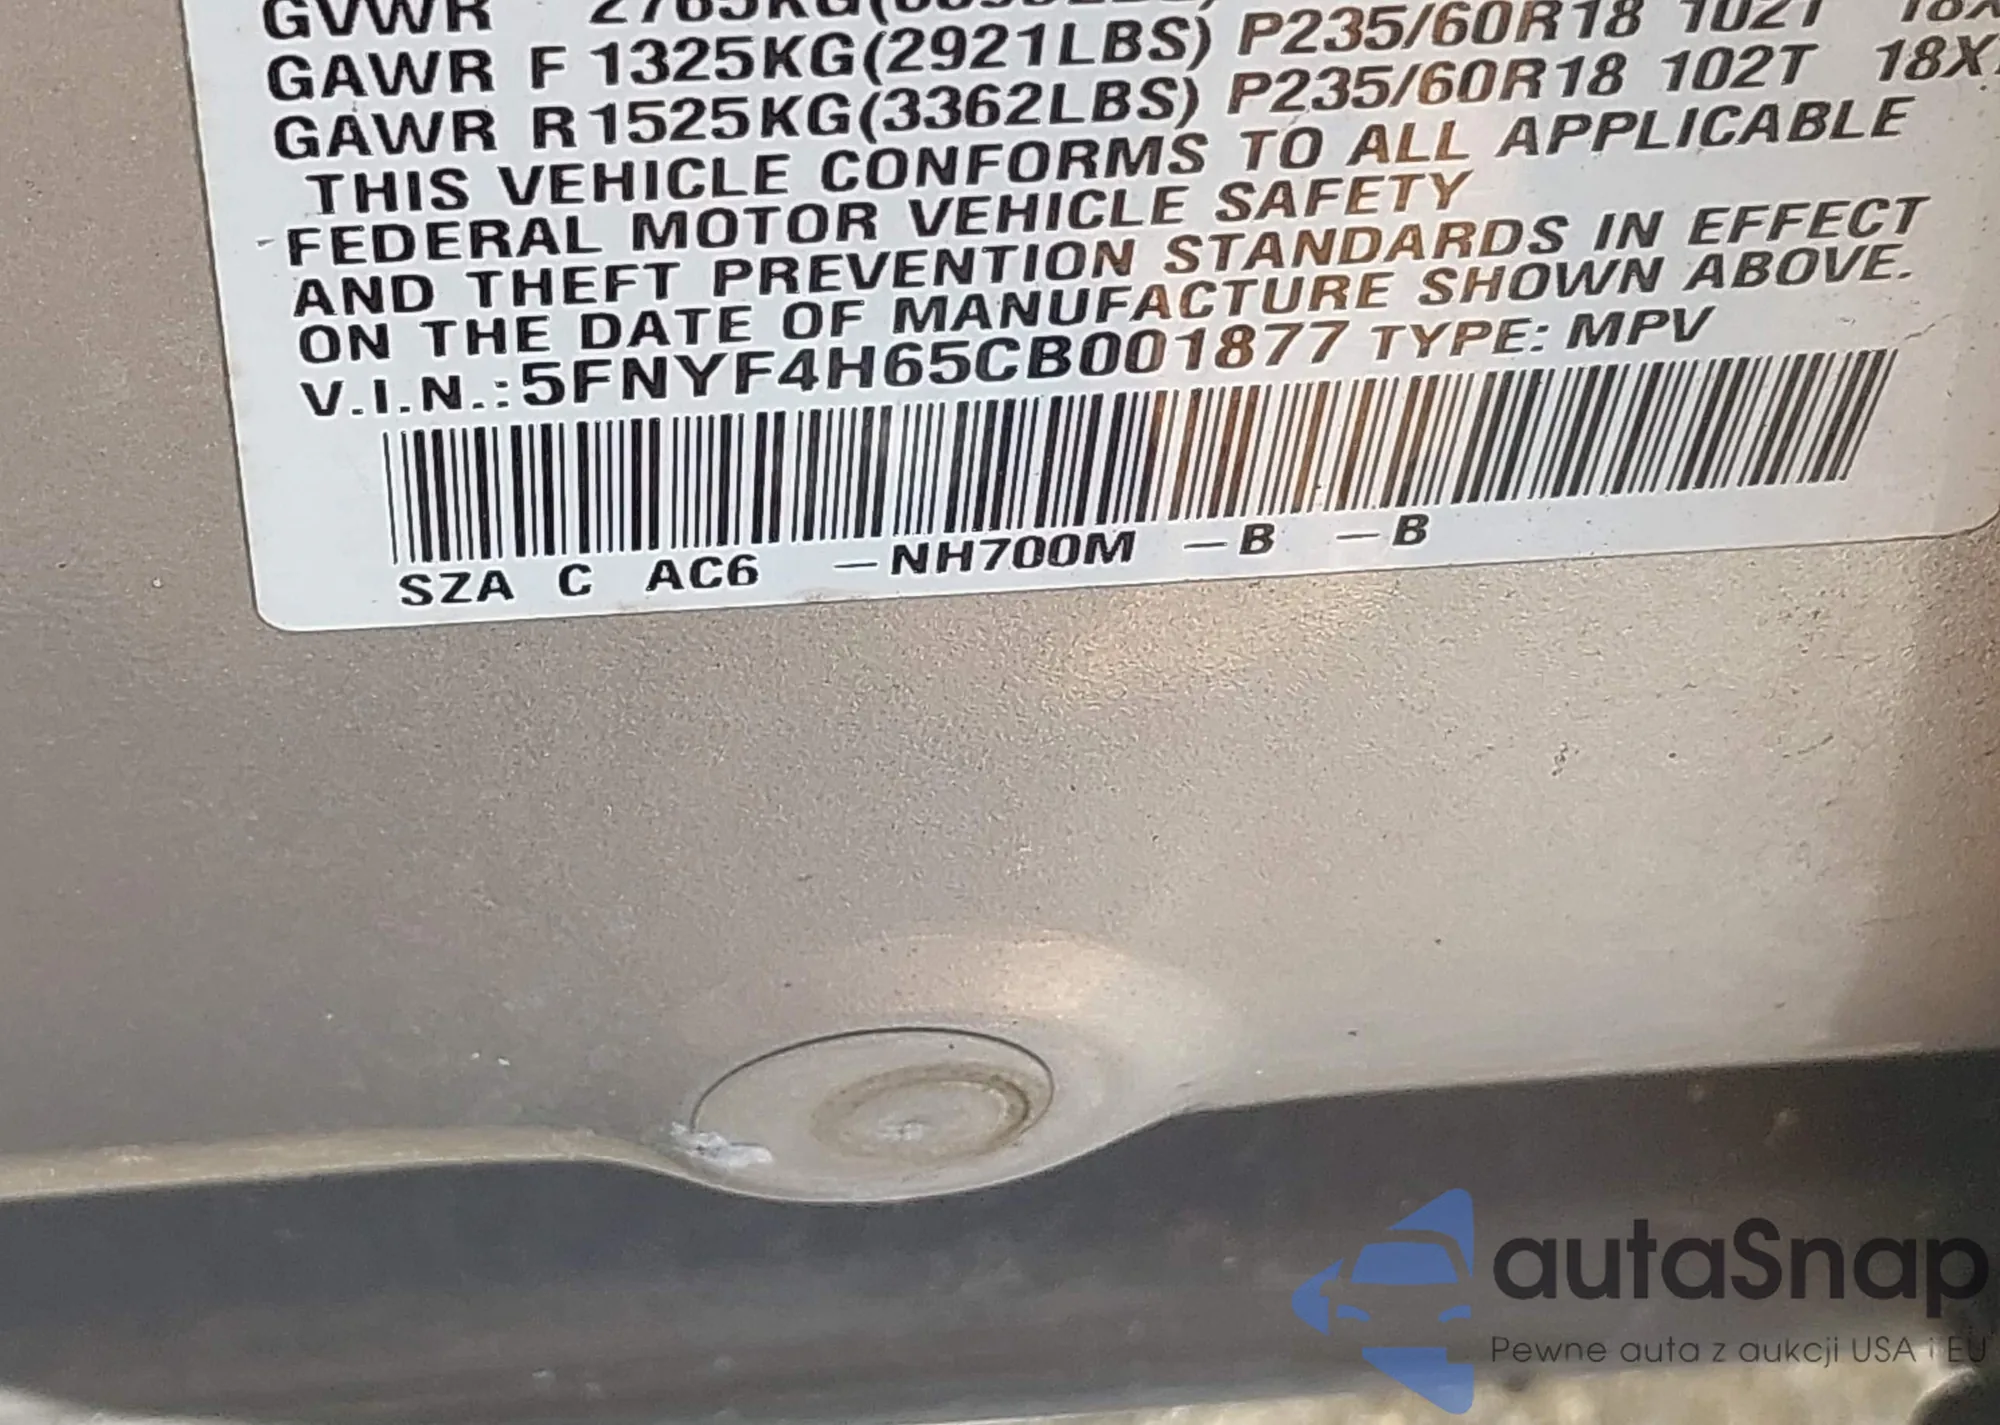 GVWR 2765KG
GAWR F 1325KG(2921LBS) P235/60R18 102T 18X
GAWR R1525KG(3362LBS) P235/60R18 102T 18X
THIS VEHICLE CONFORMS TO ALL APPLICABLE
-FEDERAL MOTOR VEHICLE SAFETY
AND THEFT PREVENTION STANDARDS IN EFFECT
ON THE DATE OF MANUFACTURE SHOWN ABOVE.
V.I.N.:5FNYF4H65CB001877 TYPE: MPV
SZA C AC6 -NH700M -B -B
autaSnap
Pewne auta z aukcji USA i EU